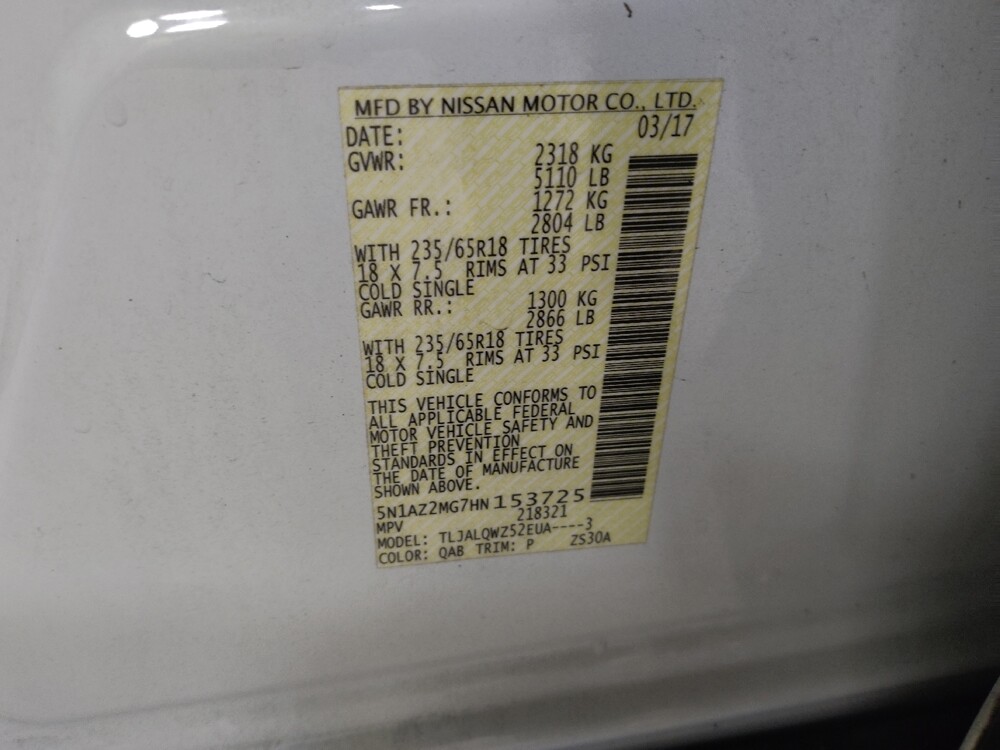 MFD BY NISSAN MOTOR CO., LTD.
DATE: 03/17
GVWR: 2318 KG
5110 LB
GAWR FR.: 1272 KG
2804 LB
WITH 235/65R18 TIRES
18 X 7.5 RIMS AT 33 PSI
COLD SINGLE
GAWR RR.: 1300 KG
2866 LB
WITH 235/65R18 TIRES
18 X 7.5 RIMS AT 33 PSI
COLD SINGLE
THIS VEHICLE CONFORMS TO
ALL APPLICABLE FEDERAL
MOTOR VEHICLE SAFETY AND
THEFT PREVENTION
STANDARDS IN EFFECT ON
THE DATE OF MANUFACTURE
SHOWN ABOVE.
5N1AZ2MG7HN153725
MPV 218321
MODEL: TLJALQWZ52EUA----3
COLOR: QAB TRIM: P ZS30A